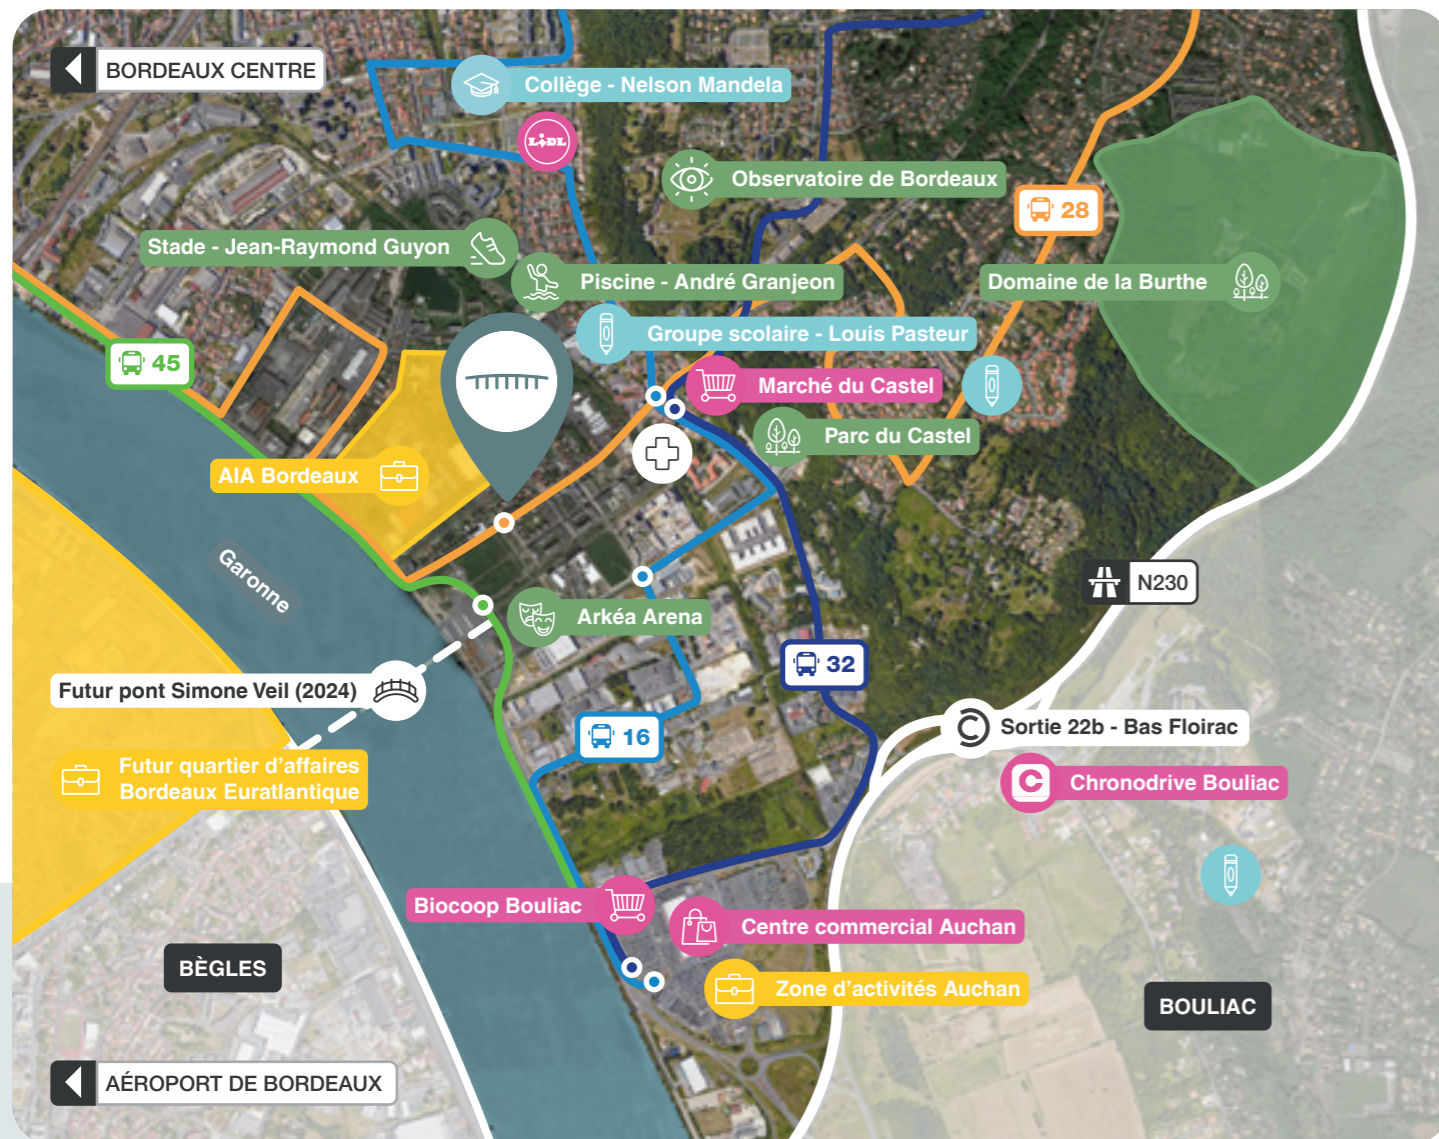 BORDEAUX CENTRE
Collège - Nelson Mandela
LiDL
Observatoire de Bordeaux
28
Stade - Jean-Raymond Guyon
Piscine - André Granjeon
Domaine de la Burthe
Groupe scolaire - Louis Pasteur
45
Marché du Castel
Parc du Castel
AIA Bordeaux
Garonne
N230
Arkéa Arena
32
Futur pont Simone Veil (2024)
16
Sortie 22b - Bas Floirac
Futur quartier d'affaires
Bordeaux Euratlantique
C
Chronodrive Bouliac
Biocoop Bouliac
Centre commercial Auchan
BÈGLES
Zone d'activités Auchan
BOULIAC
AÉROPORT DE BORDEAUX